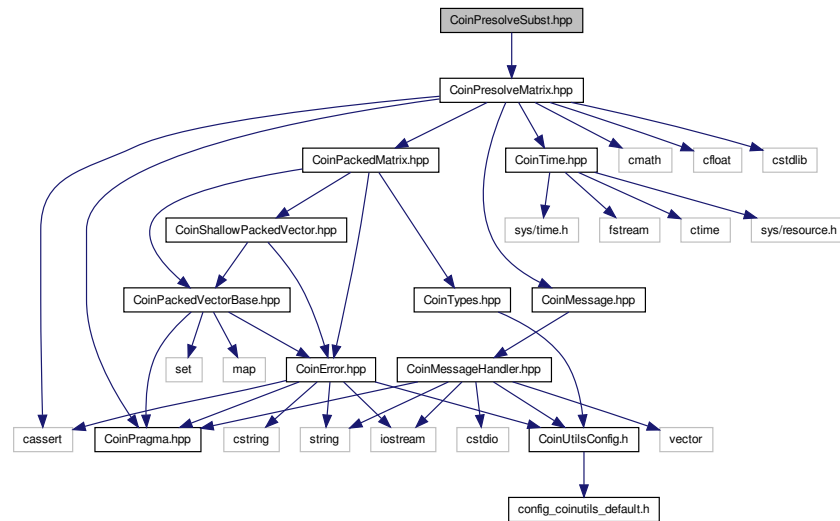 CoinPresolveSubst.hpp
CoinPresolveMatrix.hpp
CoinPackedMatrix.hpp
CoinTime.hpp
cmath
cfloat
cstdlib
CoinShallowPackedVector.hpp
sys/time.h
fstream
ctime
sys/resource.h
CoinPackedVectorBase.hpp
CoinTypes.hpp
CoinMessage.hpp
set
map
CoinError.hpp
CoinMessageHandler.hpp
cassert
CoinPragma.hpp
cstring
string
iostream
cstdio
CoinUtilsConfig.h
vector
config_coinutils_default.h